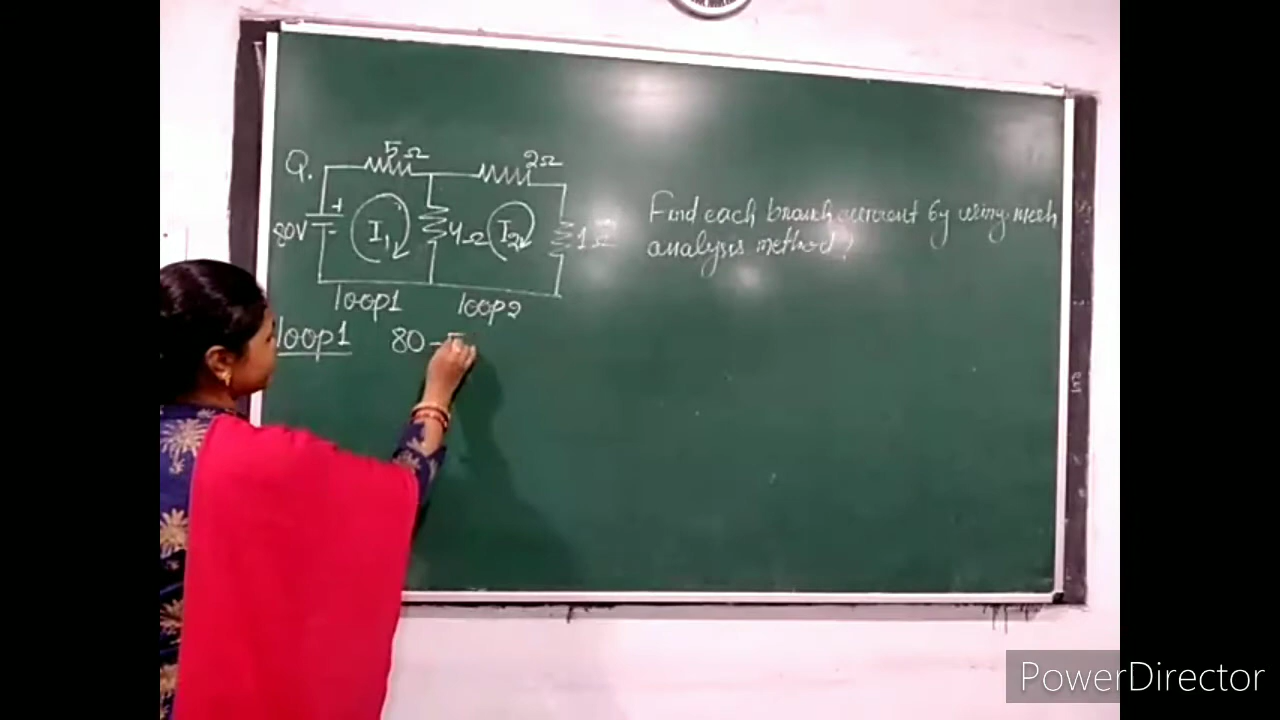 Q. 5Ω 2Ω
80V + - I1 4Ω I2 1Ω
loop1 loop2
loop1 80-5
Find each branch current by using mesh
analysis method?
PowerDirector